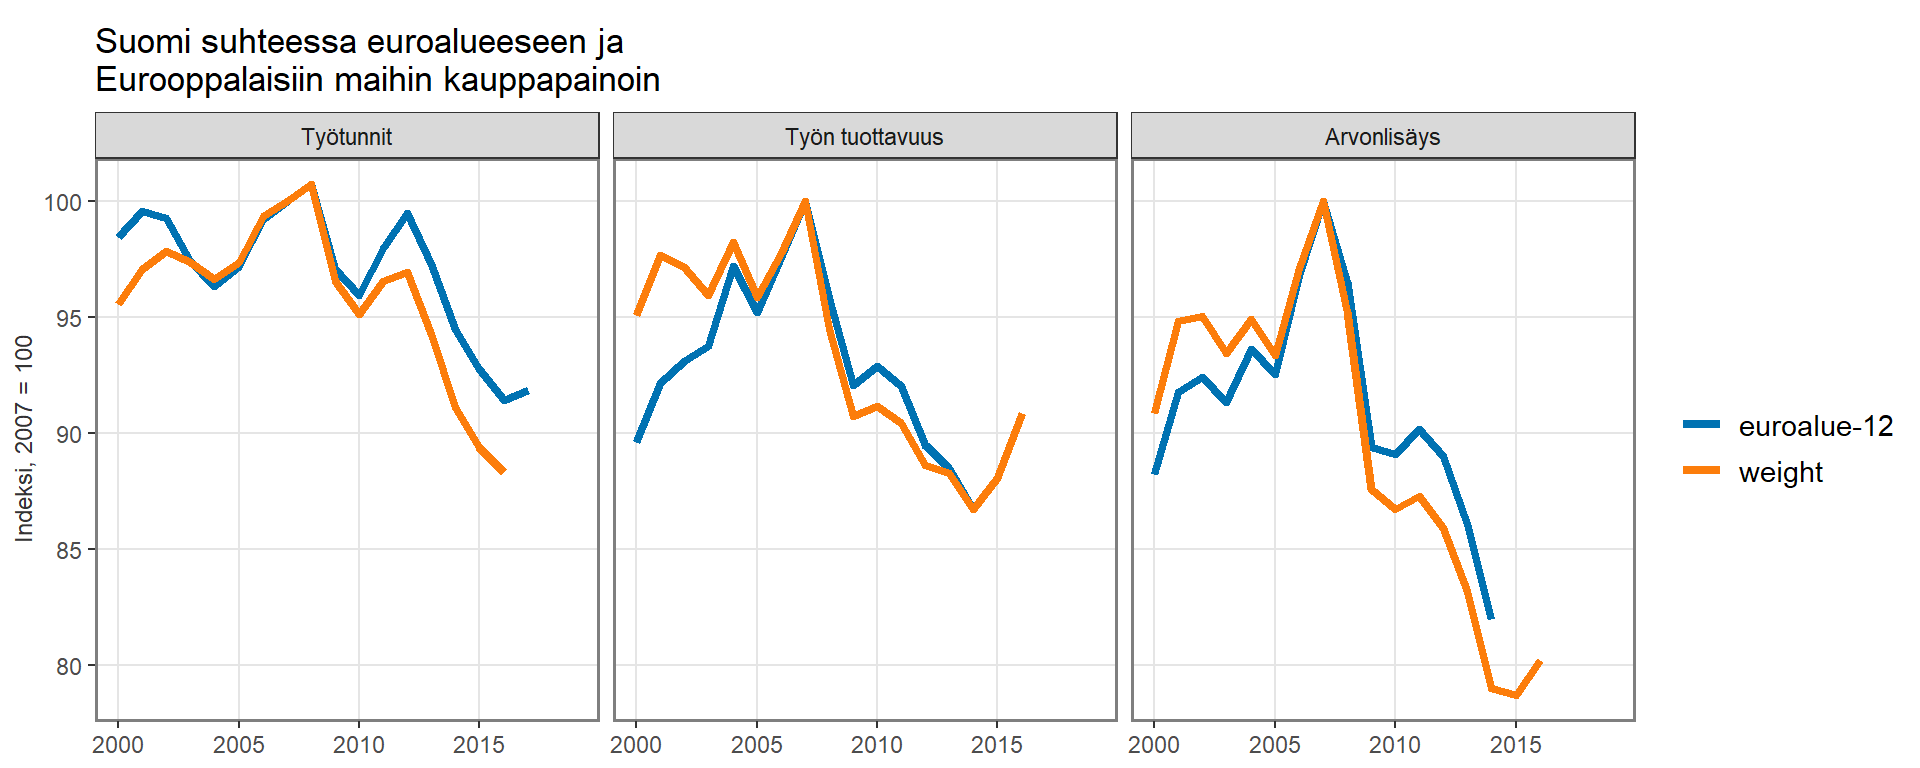 Suomi suhteessa euroalueeseen ja
Eurooppalaisiin maihin kauppapainoin
Työtunnit
Työn tuottavuus
Arvonlisäys
Indeksi, 2007 = 100
100
95
90
85
80
2000 2005 2010 2015
2000 2005 2010 2015
2000 2005 2010 2015
euroalue-12
weight